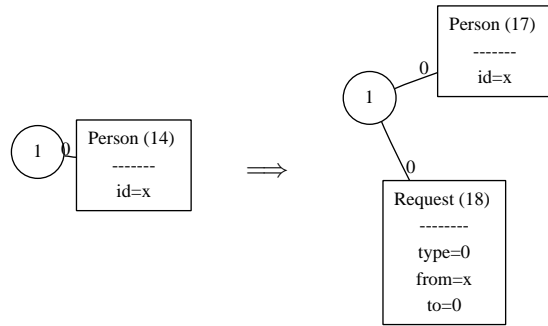 1
0
Person (14)
-------
id=x
⟹
1
0
Person (17)
-------
id=x
0
Request (18)
--------
type=0
from=x
to=0